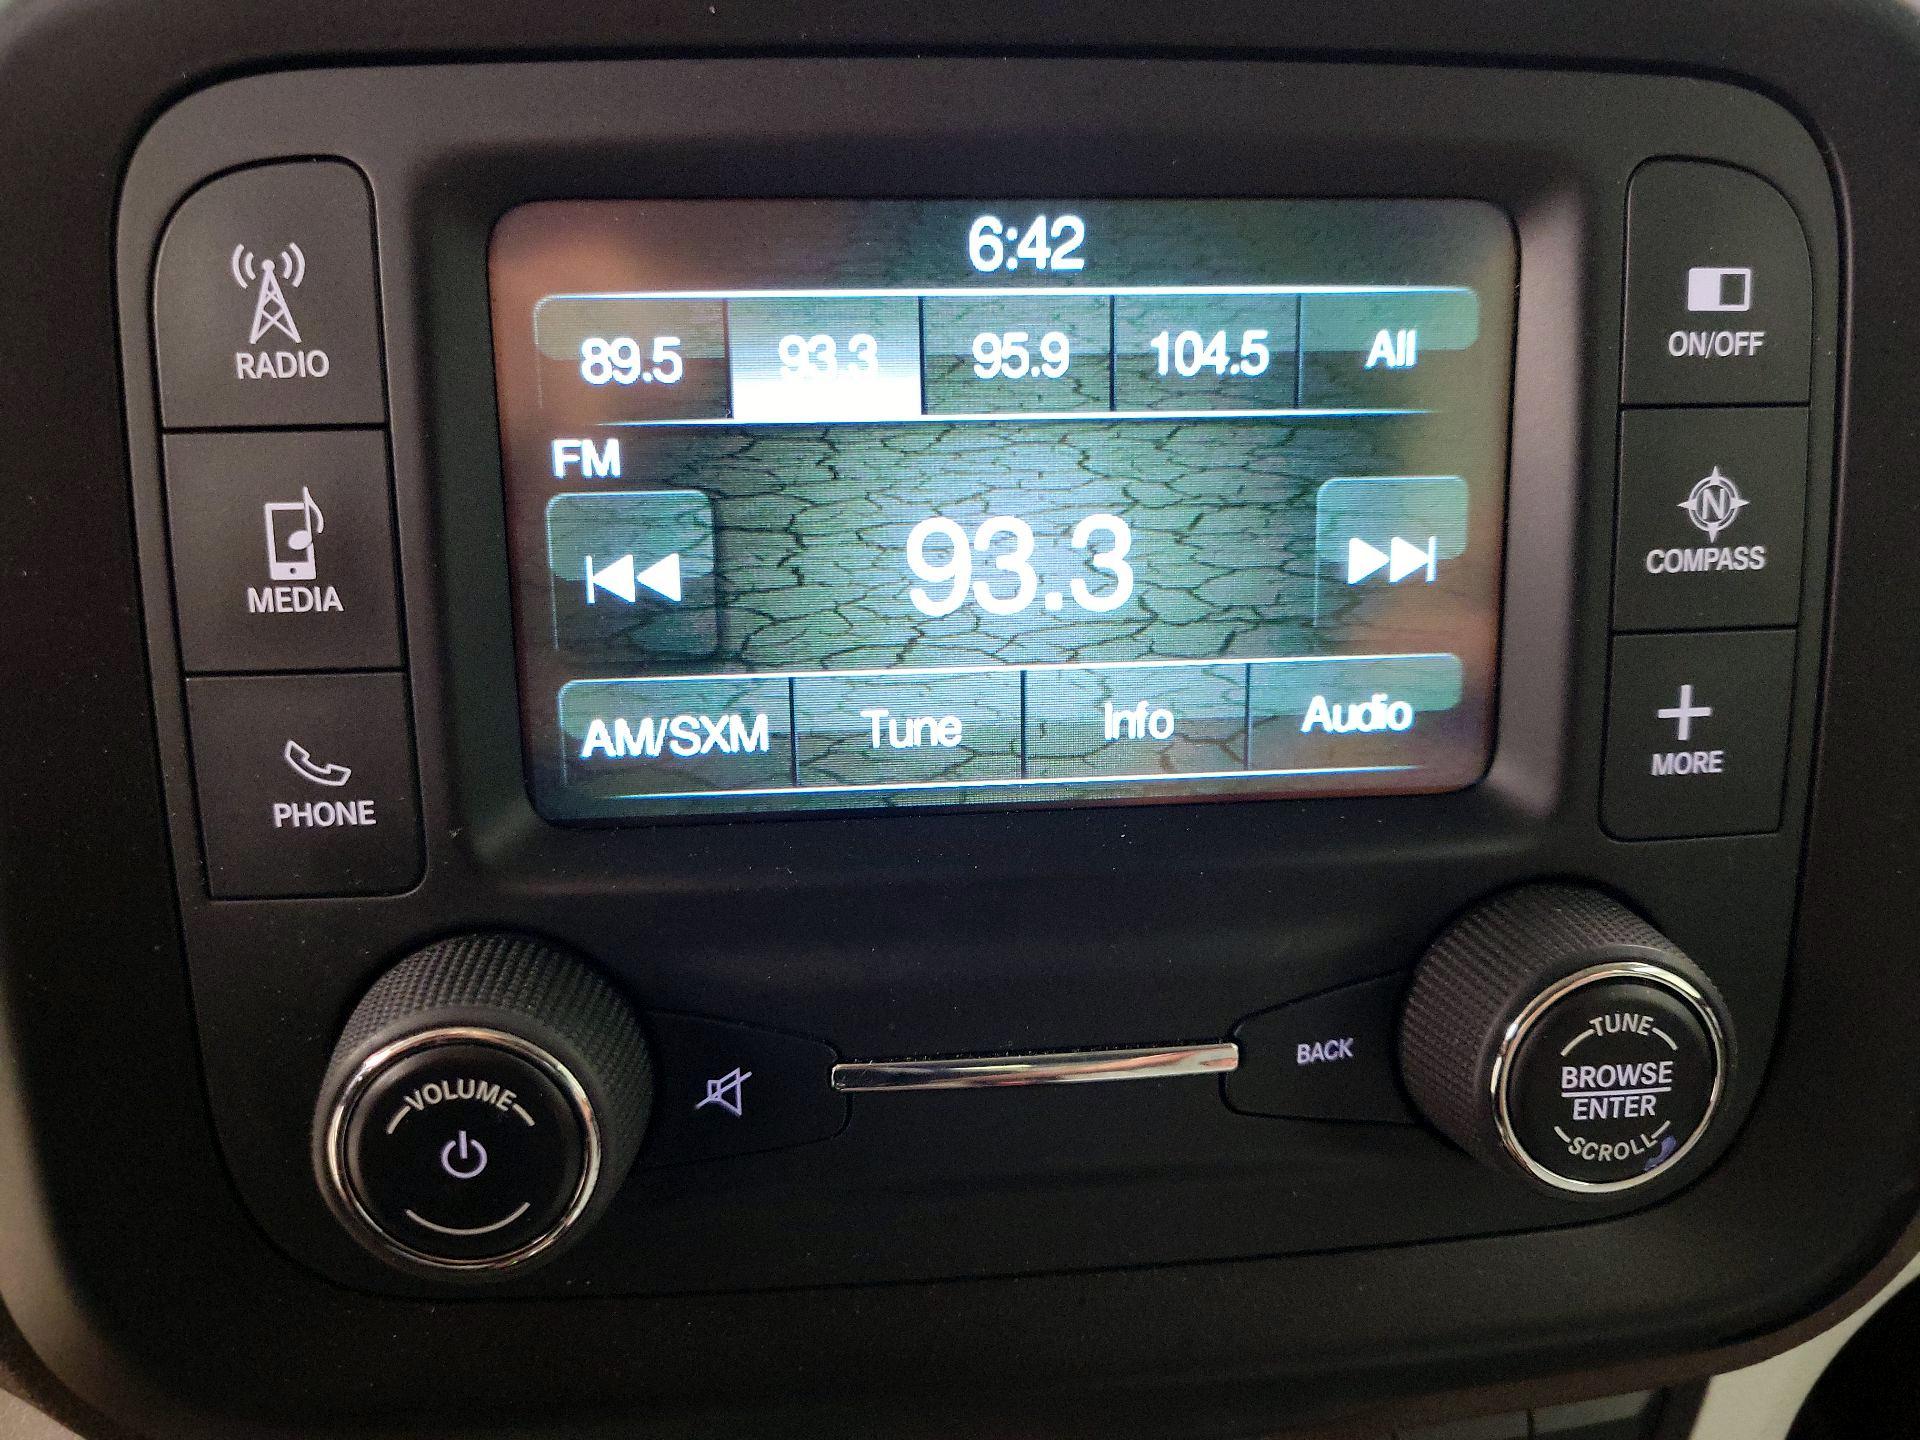 6:42
89.5 93.3 95.9 104.5 All
FM
93.3
AM/SXM Tune Info Audio
RADIO
MEDIA
PHONE
ON/OFF
N
COMPASS
MORE
VOLUME
BACK
TUNE
BROWSE
ENTER
SCROLL